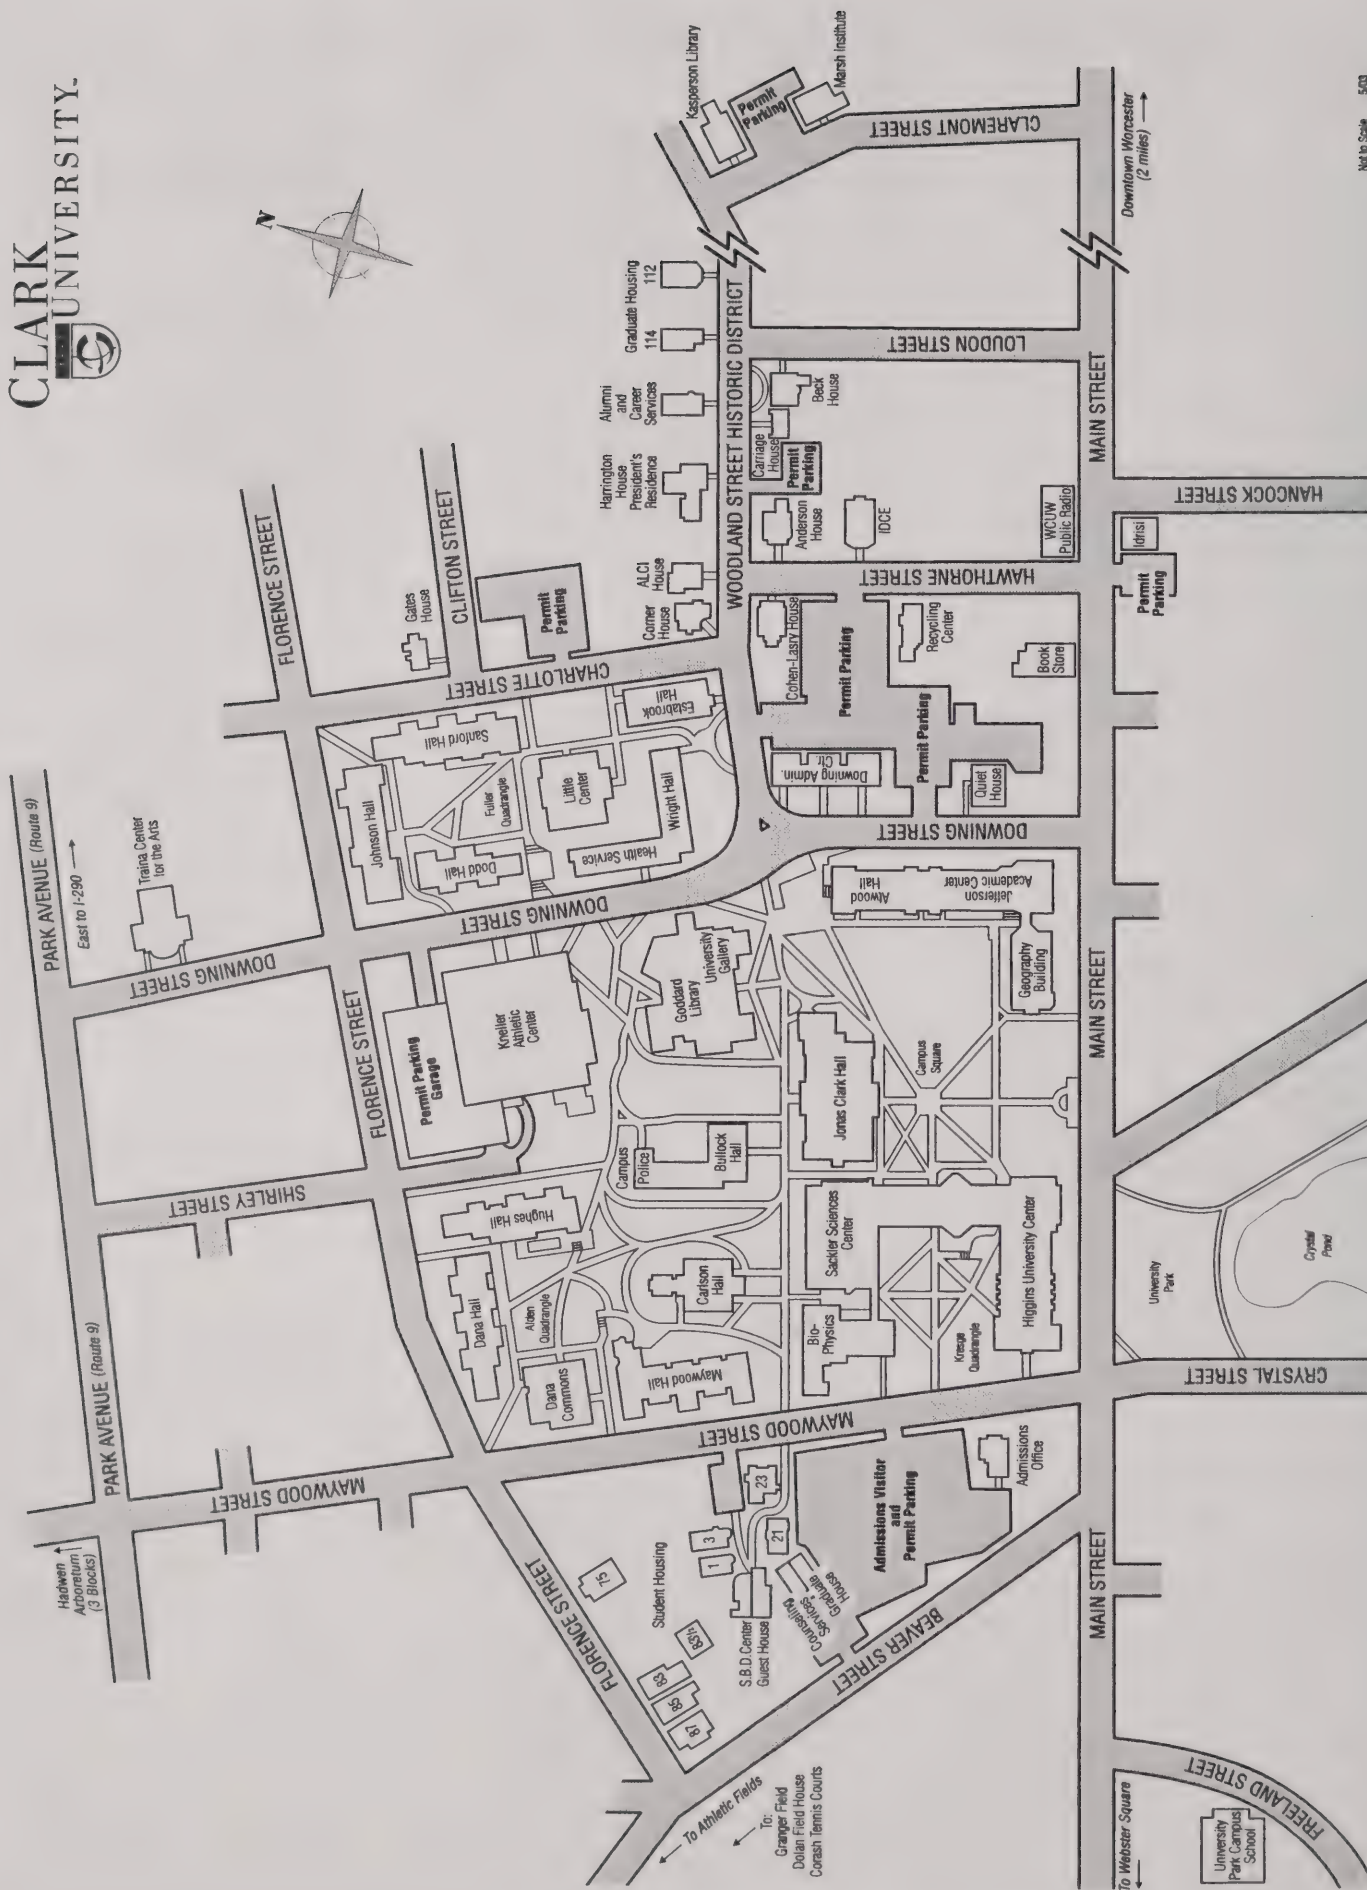 CLARK
UNIVERSITY
N
PARK AVENUE (Route 9)
East to I-290
Traina Center
for the Arts
DOWNING STREET
FLORENCE STREET
CLIFTON STREET
Gates
House
Permit
Parking
CHARLOTTE STREET
Kasperson Library
Permit
Parking
Marsh Institute
CLAREMONT STREET
Graduate Housing
114
112
Alumni
and
Career
Services
Harrington
House
President's
Residence
ALCI
House
Corner
House
WOODLAND STREET HISTORIC DISTRICT
LOUDON STREET
Beck
House
Carriage
House
Permit
Parking
Anderson
House
IDCE
WCUW
Public Radio
HAWTHORNE STREET
MAIN STREET
Downtown Worcester
(2 miles)
HANCOCK STREET
Idrisi
Permit
Parking
Cohen-Lasry House
Permit Parking
Recycling
Center
Book
Store
Permit Parking
Downing Admin.
Ctr.
Quiet
House
DOWNING STREET
Johnson Hall
Sanford Hall
Fuller
Quadrangle
Dodd Hall
Little
Center
Estabrook
Hall
Wright Hall
Health Service
DOWNING STREET
PARK AVENUE (Route 9)
SHIRLEY STREET
FLORENCE STREET
Permit Parking
Garage
Kneller
Athletic
Center
Goddard
Library
University
Gallery
Atwood
Hall
Jefferson
Academic Center
Geography
Building
Campus
Square
Jonas Clark Hall
MAIN STREET
Campus
Police
Bullock
Hall
Hughes Hall
Dana Hall
Alden
Quadrangle
Dana
Commons
Carlson
Hall
Maywood Hall
Sackler Sciences
Center
Bio-
Physics
Kresge
Quadrangle
Higgins University Center
University
Park
Crystal
Pond
CRYSTAL STREET
Hadwen
Arboretum
(3 Blocks)
MAYWOOD STREET
MAYWOOD STREET
FLORENCE STREET
Student Housing
75
83½
83
85
87
1
3
23
21
S.B.D. Center
Guest House
Counseling
Services
Graduate
House
Admissions Visitor
and
Permit Parking
Admissions
Office
BEAVER STREET
MAIN STREET
To Athletic Fields
To:
Granger Field
Dolan Field House
Corash Tennis Courts
To Webster Square
University
Park Campus
School
FREELAND STREET
Not to Scale
5/03